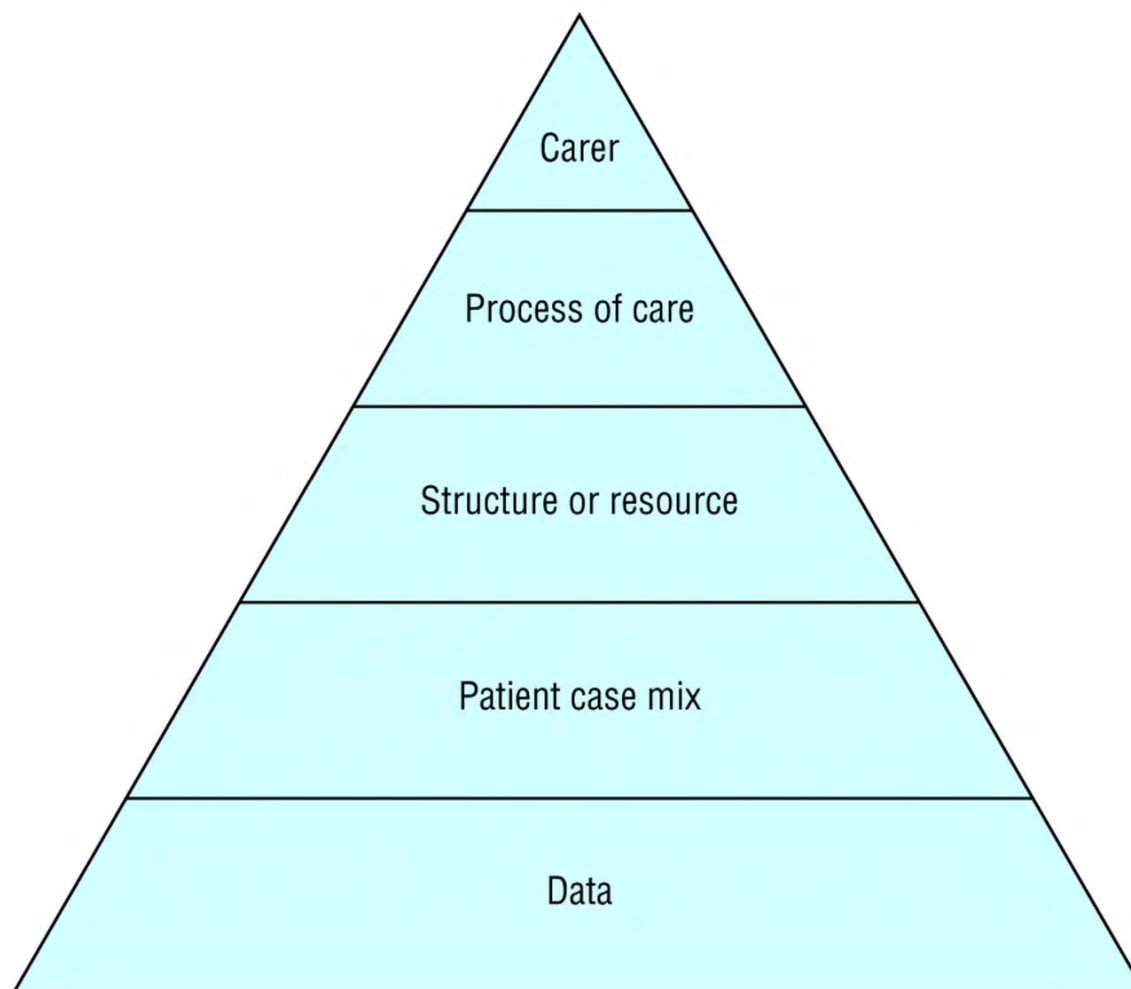 Carer
Process of care
Structure or resource
Patient case mix
Data